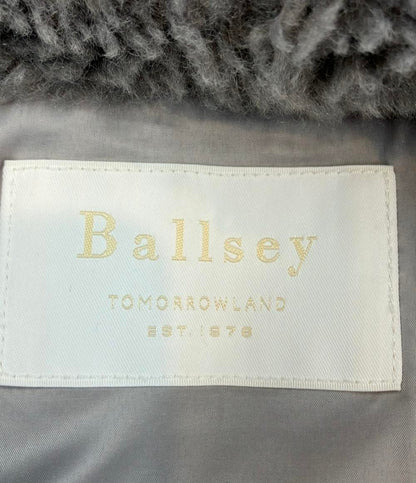 Ballsey
TOMORROWLAND
EST. 1978